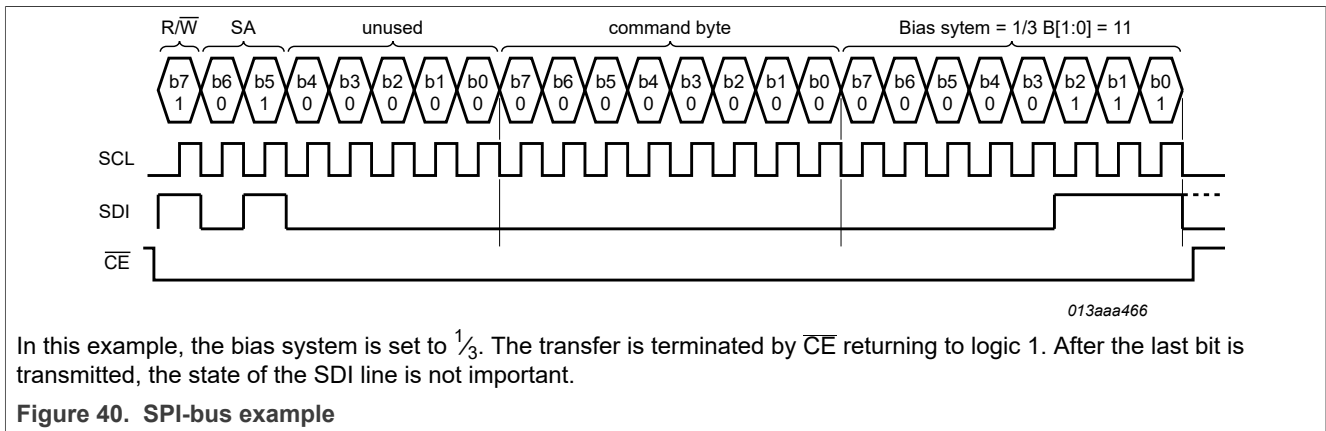 R/W̅ SA unused command byte Bias sytem = 1/3 B[1:0] = 11
b7 b6 b5 b4 b3 b2 b1 b0 b7 b6 b5 b4 b3 b2 b1 b0 b7 b6 b5 b4 b3 b2 b1 b0
1 0 1 0 0 0 0 0 0 0 0 0 0 0 0 0 0 0 0 0 0 1 1 1
SCL
SDI
C̅E̅
013aaa466
In this example, the bias system is set to 1⁄3. The transfer is terminated by C̅E̅ returning to logic 1. After the last bit is
transmitted, the state of the SDI line is not important.
Figure 40. SPI-bus example